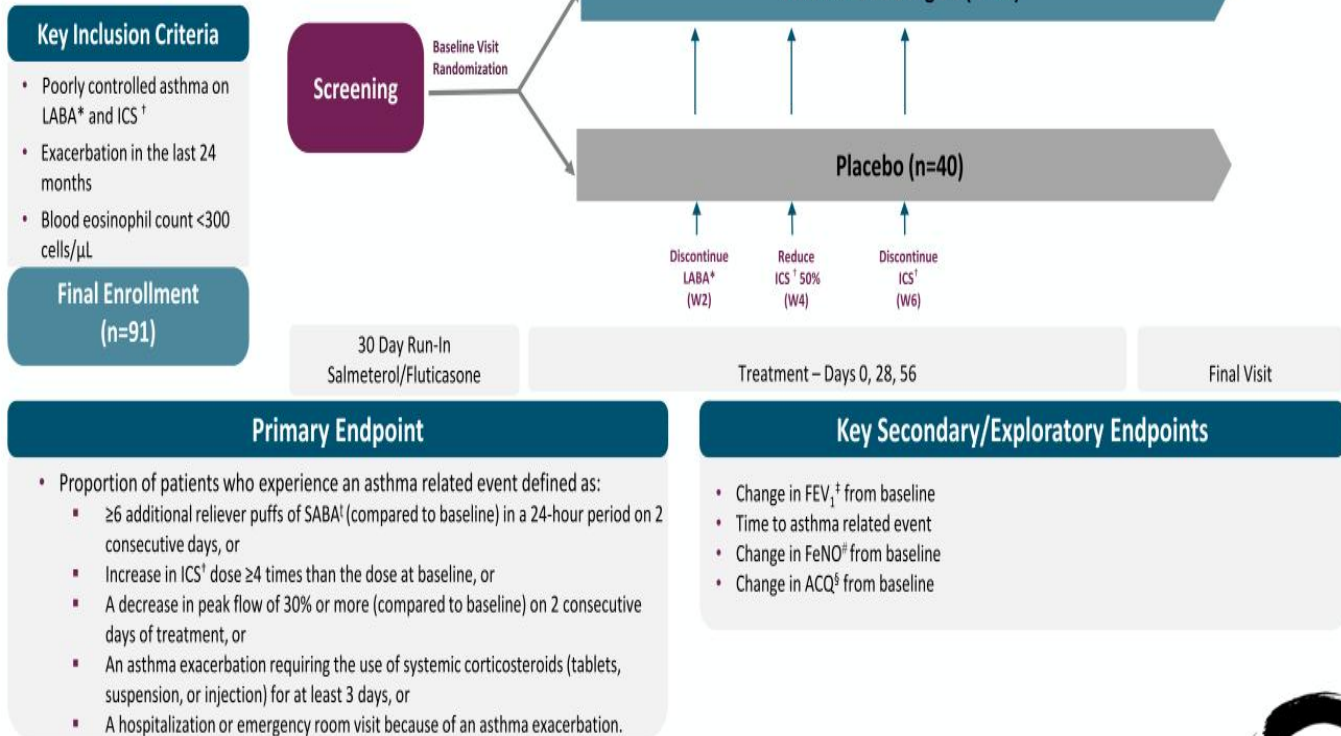 Key Inclusion Criteria
• Poorly controlled asthma on
LABA* and ICS †
• Exacerbation in the last 24
months
• Blood eosinophil count <300
cells/µL
Final Enrollment
(n=91)
Screening
Baseline Visit
Randomization
Placebo (n=40)
Discontinue
LABA*
(W2)
Reduce
ICS † 50%
(W4)
Discontinue
ICS†
(W6)
30 Day Run-In
Salmeterol/Fluticasone
Treatment – Days 0, 28, 56
Final Visit
Primary Endpoint
• Proportion of patients who experience an asthma related event defined as:
▪ ≥6 additional reliever puffs of SABAƗ (compared to baseline) in a 24-hour period on 2
consecutive days, or
▪ Increase in ICS† dose ≥4 times than the dose at baseline, or
▪ A decrease in peak flow of 30% or more (compared to baseline) on 2 consecutive
days of treatment, or
▪ An asthma exacerbation requiring the use of systemic corticosteroids (tablets,
suspension, or injection) for at least 3 days, or
▪ A hospitalization or emergency room visit because of an asthma exacerbation.
Key Secondary/Exploratory Endpoints
• Change in FEV₁‡ from baseline
• Time to asthma related event
• Change in FeNO# from baseline
• Change in ACQ§ from baseline